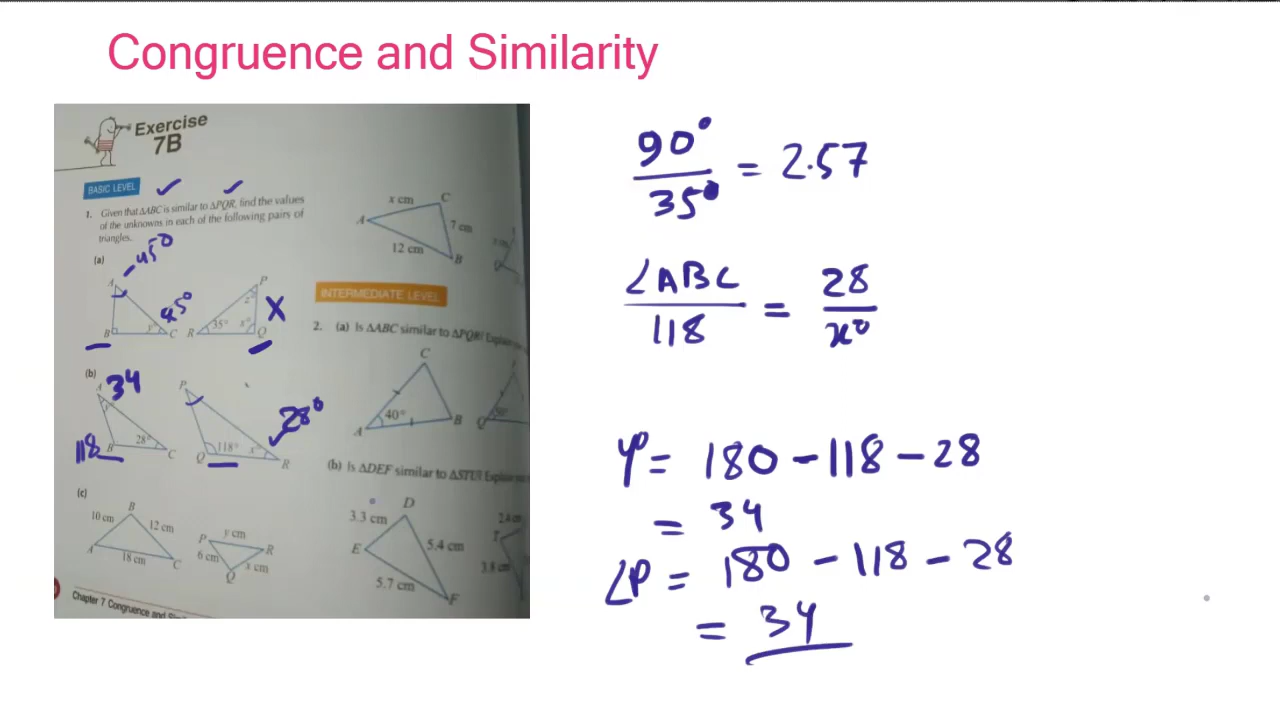 Congruence and Similarity
Exercise
7B
BASIC LEVEL
1. Given that △ABC is similar to △PQR, find the values
of the unknowns in each of the following pairs of
triangles.
(a)
45°
A
45°
B
y°
C
P
z°
X
R
35°
x°
Q
(b)
A
34
118
B
28°
C
P
28°
Q
118°
x°
R
(c)
B
10 cm
12 cm
A
18 cm
C
P
y cm
R
6 cm
x cm
Q
Chapter 7 Congruence and
x cm
C
A
7 cm
12 cm
B
INTERMEDIATE LEVEL
2. (a) Is △ABC similar to △PQR?
C
A
40°
B
Q
50°
(b) Is △DEF similar to △STU?
D
3.3 cm
E
5.4 cm
5.7 cm
F
T
90°/35° = 2.57
∠ABC/118 = 28/x°
y° = 180 - 118 - 28
= 34
∠P = 180 - 118 - 28
= 34